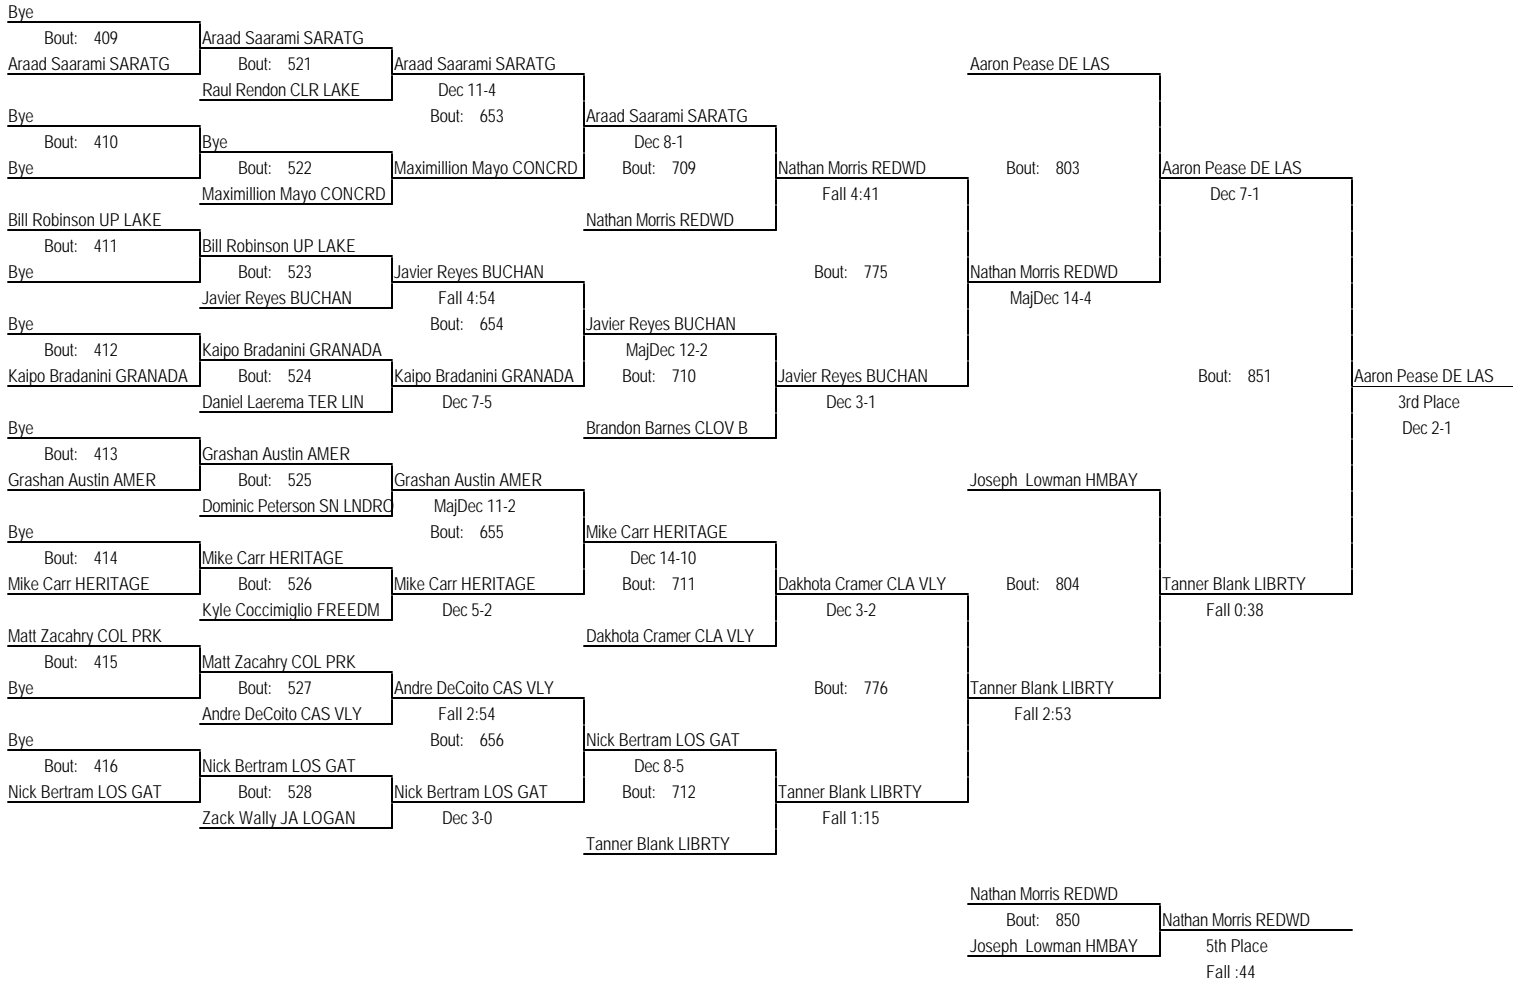 Bye
Bout: 409
Araad Saarami SARATG
Bye
Bout: 410
Bye
Bill Robinson UP LAKE
Bout: 411
Bye
Bye
Bout: 412
Kaipo Bradanini GRANADA
Bye
Bout: 413
Grashan Austin AMER
Bye
Bout: 414
Mike Carr HERITAGE
Matt Zacahry COL PRK
Bout: 415
Bye
Bye
Bout: 416
Nick Bertram LOS GAT
Araad Saarami SARATG
Bout: 521
Raul Rendon CLR LAKE
Bye
Bout: 522
Maximillion Mayo CONCRD
Bill Robinson UP LAKE
Bout: 523
Javier Reyes BUCHAN
Kaipo Bradanini GRANADA
Bout: 524
Daniel Laerema TER LIN
Grashan Austin AMER
Bout: 525
Dominic Peterson SN LNDRO
Mike Carr HERITAGE
Bout: 526
Kyle Coccimiglio FREEDM
Matt Zacahry COL PRK
Bout: 527
Andre DeCoito CAS VLY
Nick Bertram LOS GAT
Bout: 528
Zack Wally JA LOGAN
Araad Saarami SARATG
Dec 11-4
Bout: 653
Maximillion Mayo CONCRD
Javier Reyes BUCHAN
Fall 4:54
Bout: 654
Kaipo Bradanini GRANADA
Dec 7-5
Grashan Austin AMER
MajDec 11-2
Bout: 655
Mike Carr HERITAGE
Dec 5-2
Andre DeCoito CAS VLY
Fall 2:54
Bout: 656
Nick Bertram LOS GAT
Dec 3-0
Araad Saarami SARATG
Dec 8-1
Bout: 709
Nathan Morris REDWD
Javier Reyes BUCHAN
MajDec 12-2
Bout: 710
Brandon Barnes CLOV B
Mike Carr HERITAGE
Dec 14-10
Bout: 711
Dakhota Cramer CLA VLY
Nick Bertram LOS GAT
Dec 8-5
Bout: 712
Tanner Blank LIBRTY
Nathan Morris REDWD
Fall 4:41
Bout: 775
Javier Reyes BUCHAN
Dec 3-1
Dakhota Cramer CLA VLY
Dec 3-2
Bout: 776
Tanner Blank LIBRTY
Fall 1:15
Aaron Pease DE LAS
Bout: 803
Nathan Morris REDWD
MajDec 14-4
Joseph Lowman HMBAY
Bout: 804
Tanner Blank LIBRTY
Fall 2:53
Aaron Pease DE LAS
Dec 7-1
Bout: 851
Tanner Blank LIBRTY
Fall 0:38
Aaron Pease DE LAS
3rd Place
Dec 2-1
Nathan Morris REDWD
Bout: 850
Joseph Lowman HMBAY
Nathan Morris REDWD
5th Place
Fall :44